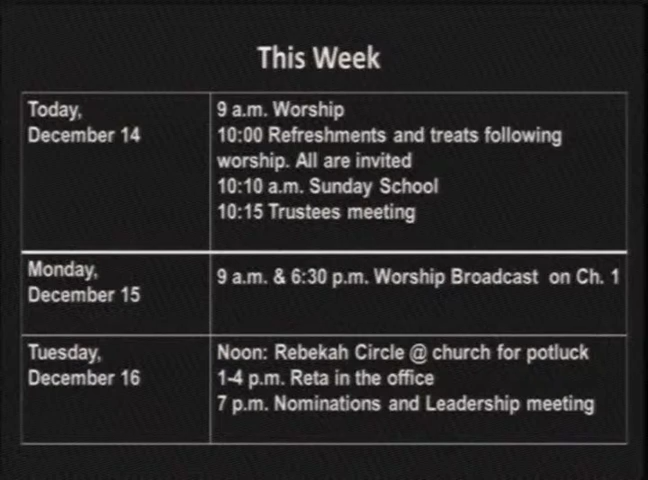 This Week
Today,
December 14
9 a.m. Worship
10:00 Refreshments and treats following
worship. All are invited
10:10 a.m. Sunday School
10:15 Trustees meeting
Monday,
December 15
9 a.m. & 6:30 p.m. Worship Broadcast on Ch. 1
Tuesday,
December 16
Noon: Rebekah Circle @ church for potluck
1-4 p.m. Reta in the office
7 p.m. Nominations and Leadership meeting